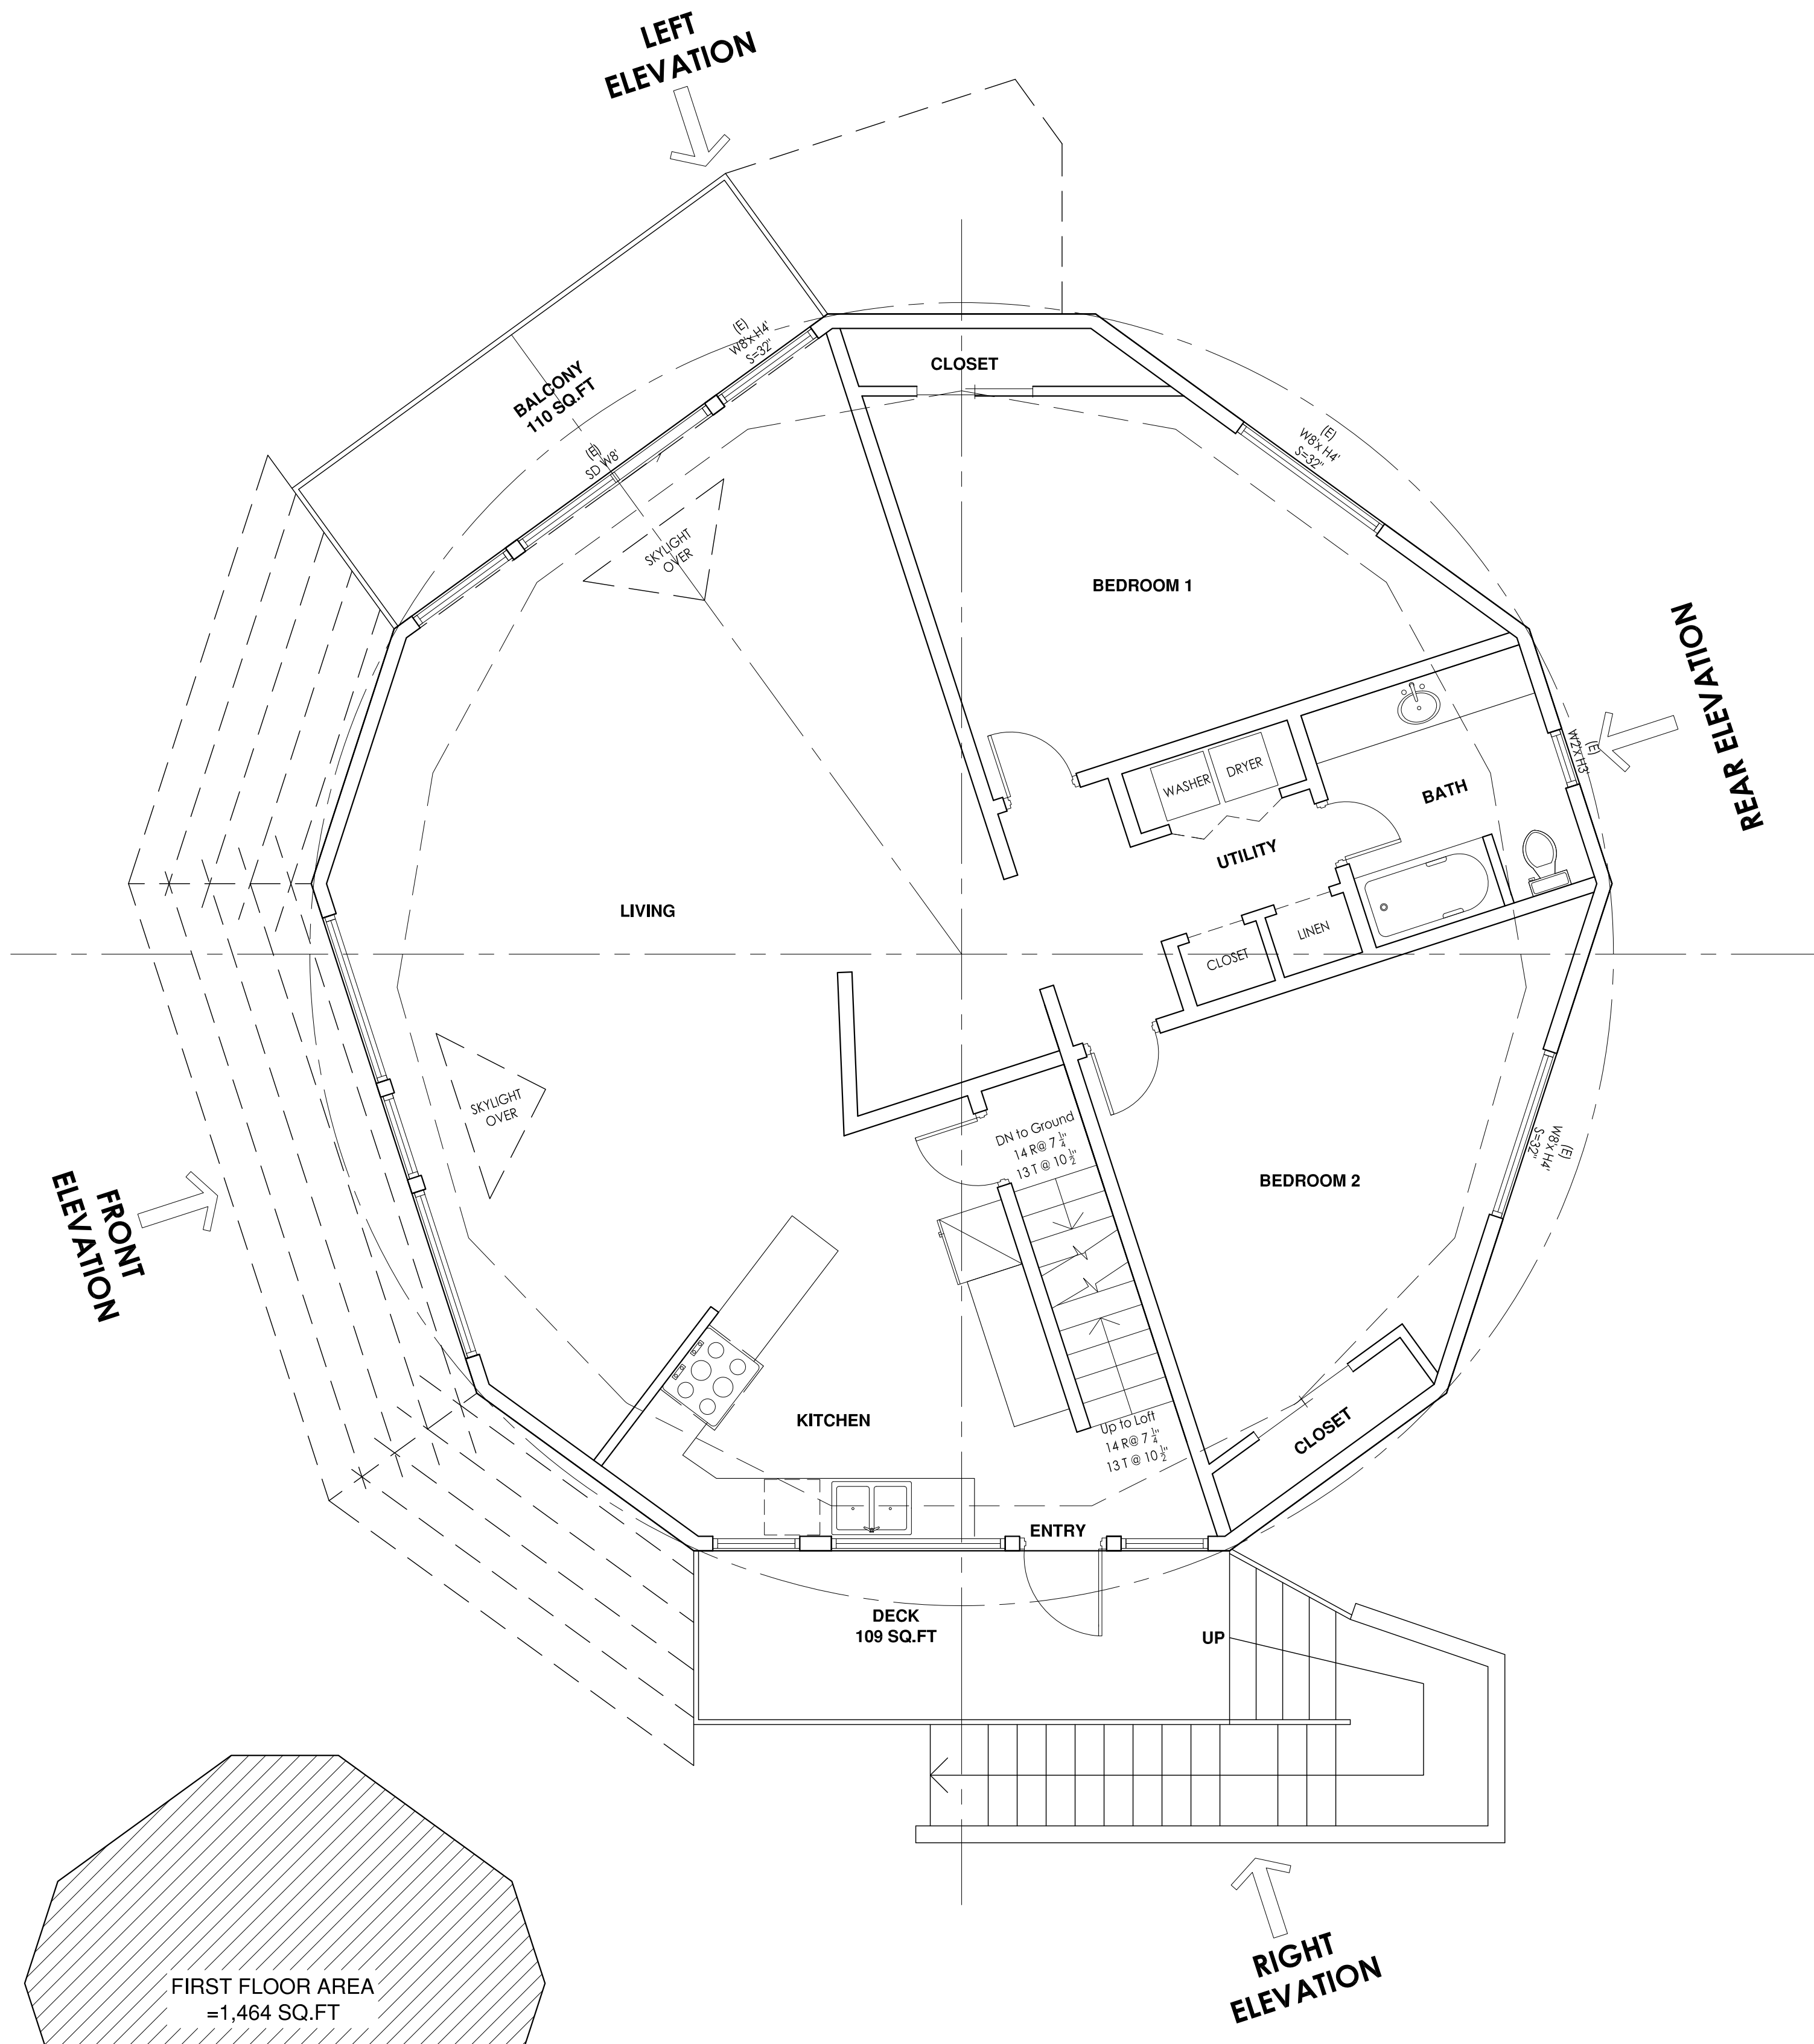 LEFT
ELEVATION
(E)
W8'x H4'
S=32"
BALCONY
110 SQ.FT
(E)
SD W8'
CLOSET
(E)
W8'x H4'
S=32"
SKYLIGHT
OVER
BEDROOM 1
REAR ELEVATION
(E)
W2'x H3'
WASHER
DRYER
BATH
UTILITY
LIVING
LINEN
CLOSET
SKYLIGHT
OVER
DN to Ground
14 R@ 7 1/4"
13 T @ 10 1/2"
(E)
W8'x H4'
S=32"
BEDROOM 2
FRONT
ELEVATION
KITCHEN
Up to Loft
14 R@ 7 1/4"
13 T @ 10 1/2"
CLOSET
ENTRY
DECK
109 SQ.FT
UP
RIGHT
ELEVATION
FIRST FLOOR AREA
=1,464 SQ.FT